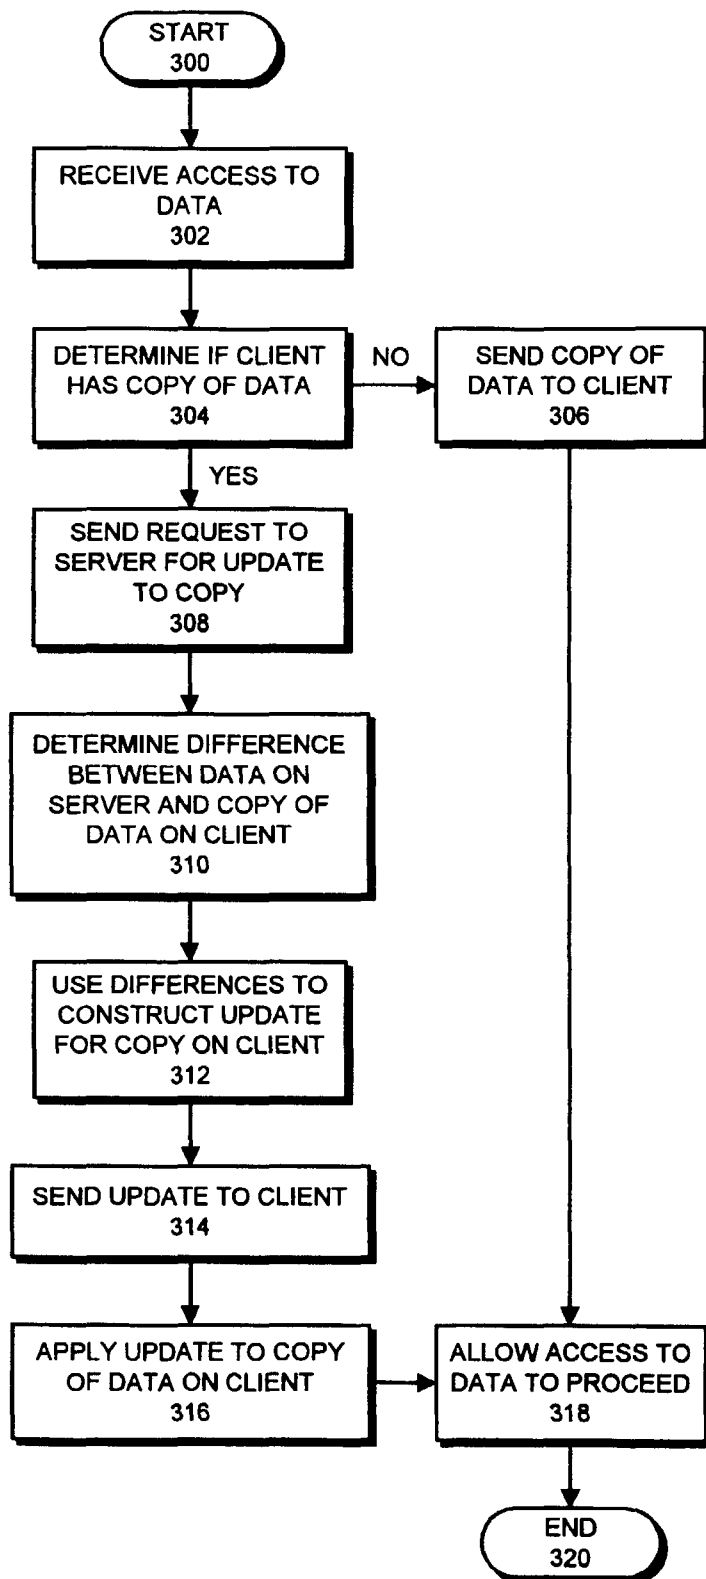 START
300
RECEIVE ACCESS TO
DATA
302
DETERMINE IF CLIENT
HAS COPY OF DATA
304
NO
SEND COPY OF
DATA TO CLIENT
306
YES
SEND REQUEST TO
SERVER FOR UPDATE
TO COPY
308
DETERMINE DIFFERENCE
BETWEEN DATA ON
SERVER AND COPY OF
DATA ON CLIENT
310
USE DIFFERENCES TO
CONSTRUCT UPDATE
FOR COPY ON CLIENT
312
SEND UPDATE TO CLIENT
314
APPLY UPDATE TO COPY
OF DATA ON CLIENT
316
ALLOW ACCESS TO
DATA TO PROCEED
318
END
320